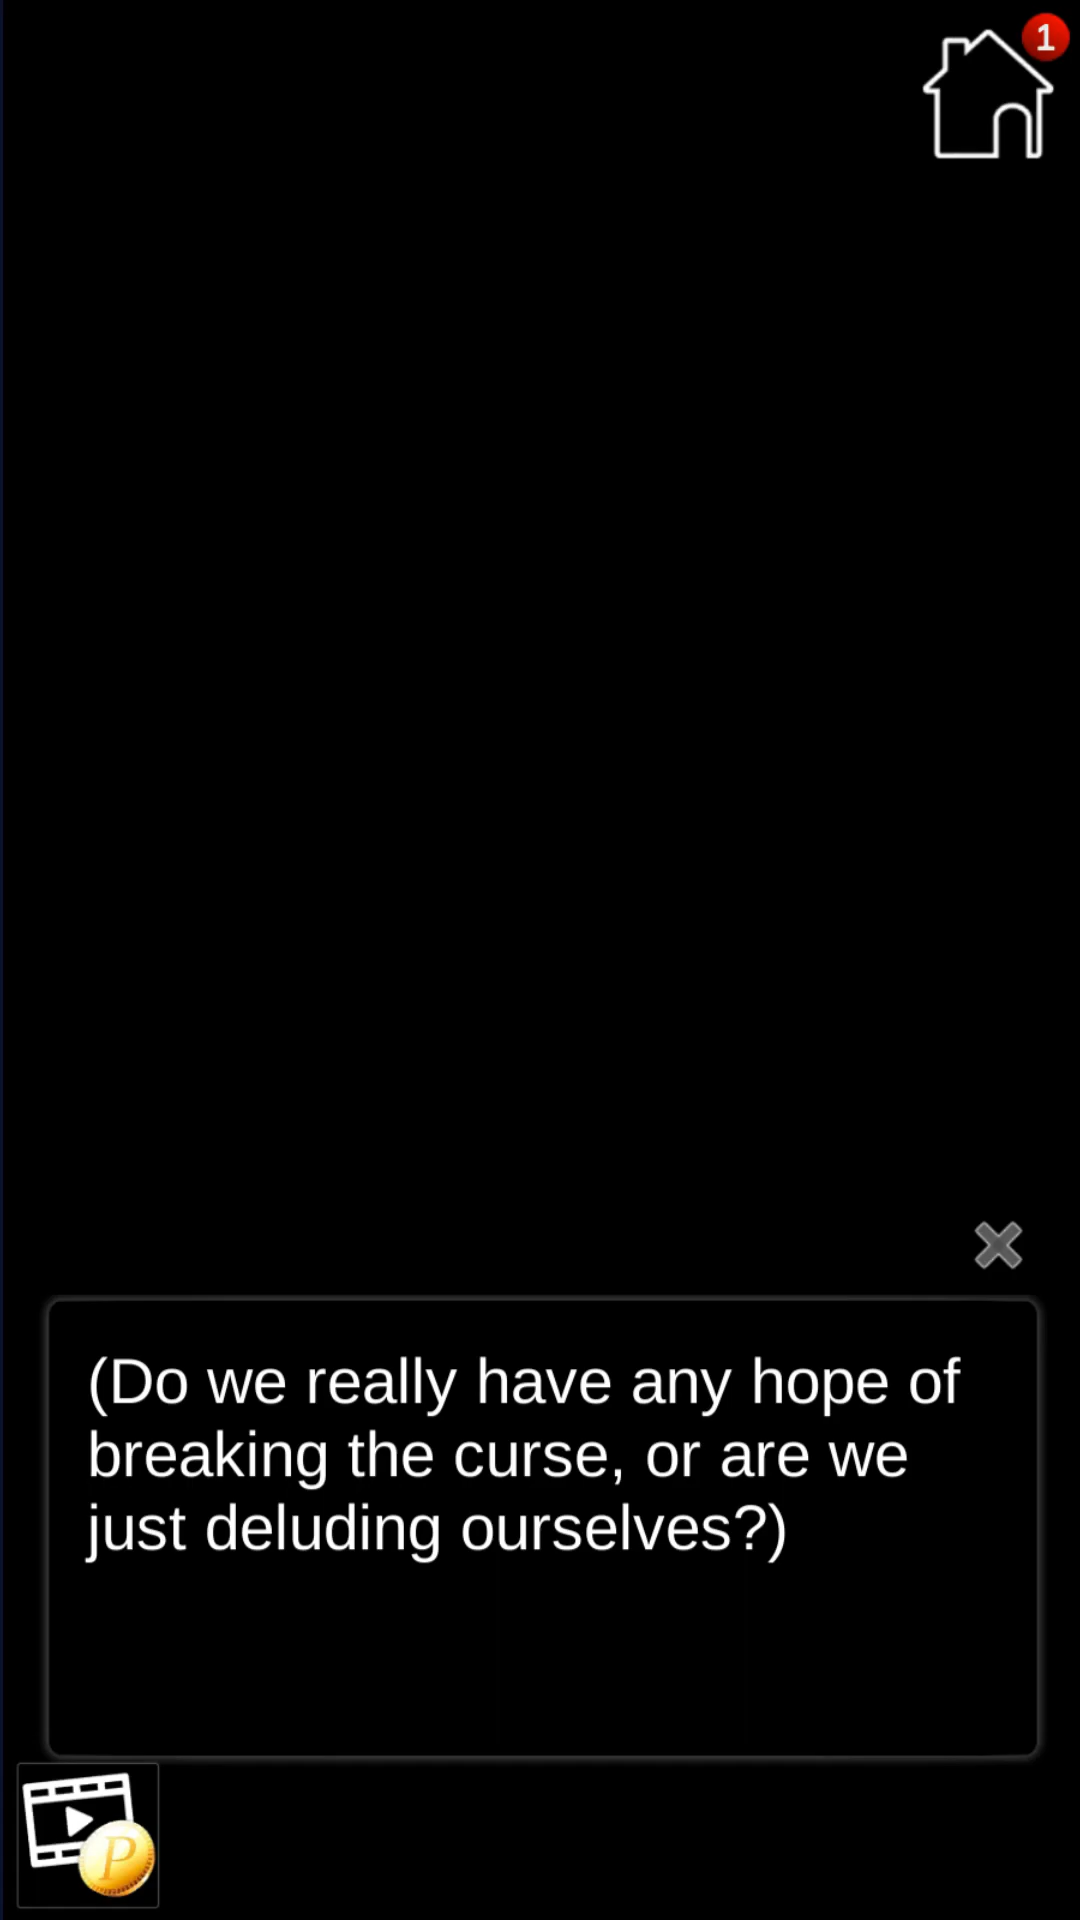 1
(Do we really have any hope of
breaking the curse, or are we
just deluding ourselves?)
P